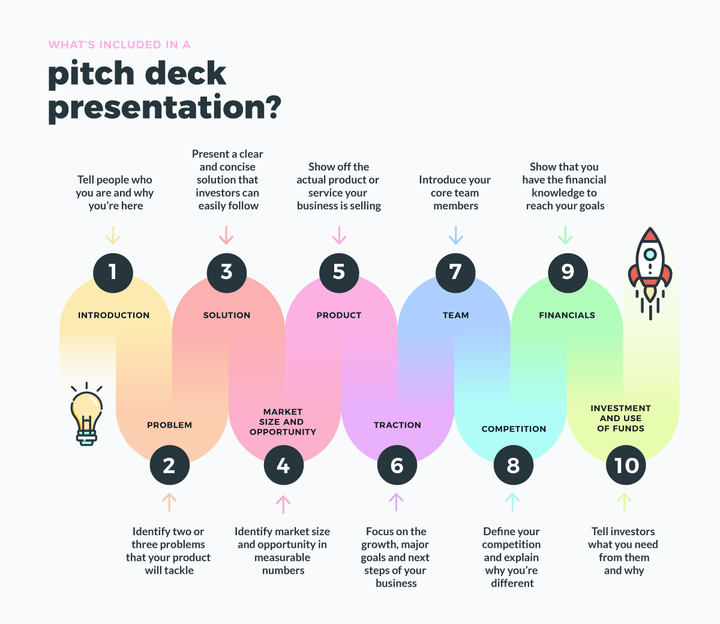 WHAT'S INCLUDED IN A
pitch deck
presentation?
Tell people who
you are and why
you're here
Present a clear
and concise
solution that
investors can
easily follow
Show off the
actual product or
service your
business is selling
Introduce your
core team
members
Show that you
have the financial
knowledge to
reach your goals
1
INTRODUCTION
3
SOLUTION
5
PRODUCT
7
TEAM
9
FINANCIALS
PROBLEM
2
MARKET
SIZE AND
OPPORTUNITY
4
TRACTION
6
COMPETITION
8
INVESTMENT
AND USE
OF FUNDS
10
Identify two or
three problems
that your product
will tackle
Identify market size
and opportunity in
measurable
numbers
Focus on the
growth, major
goals and next
steps of your
business
Define your
competition
and explain
why you're
different
Tell investors
what you need
from them
and why